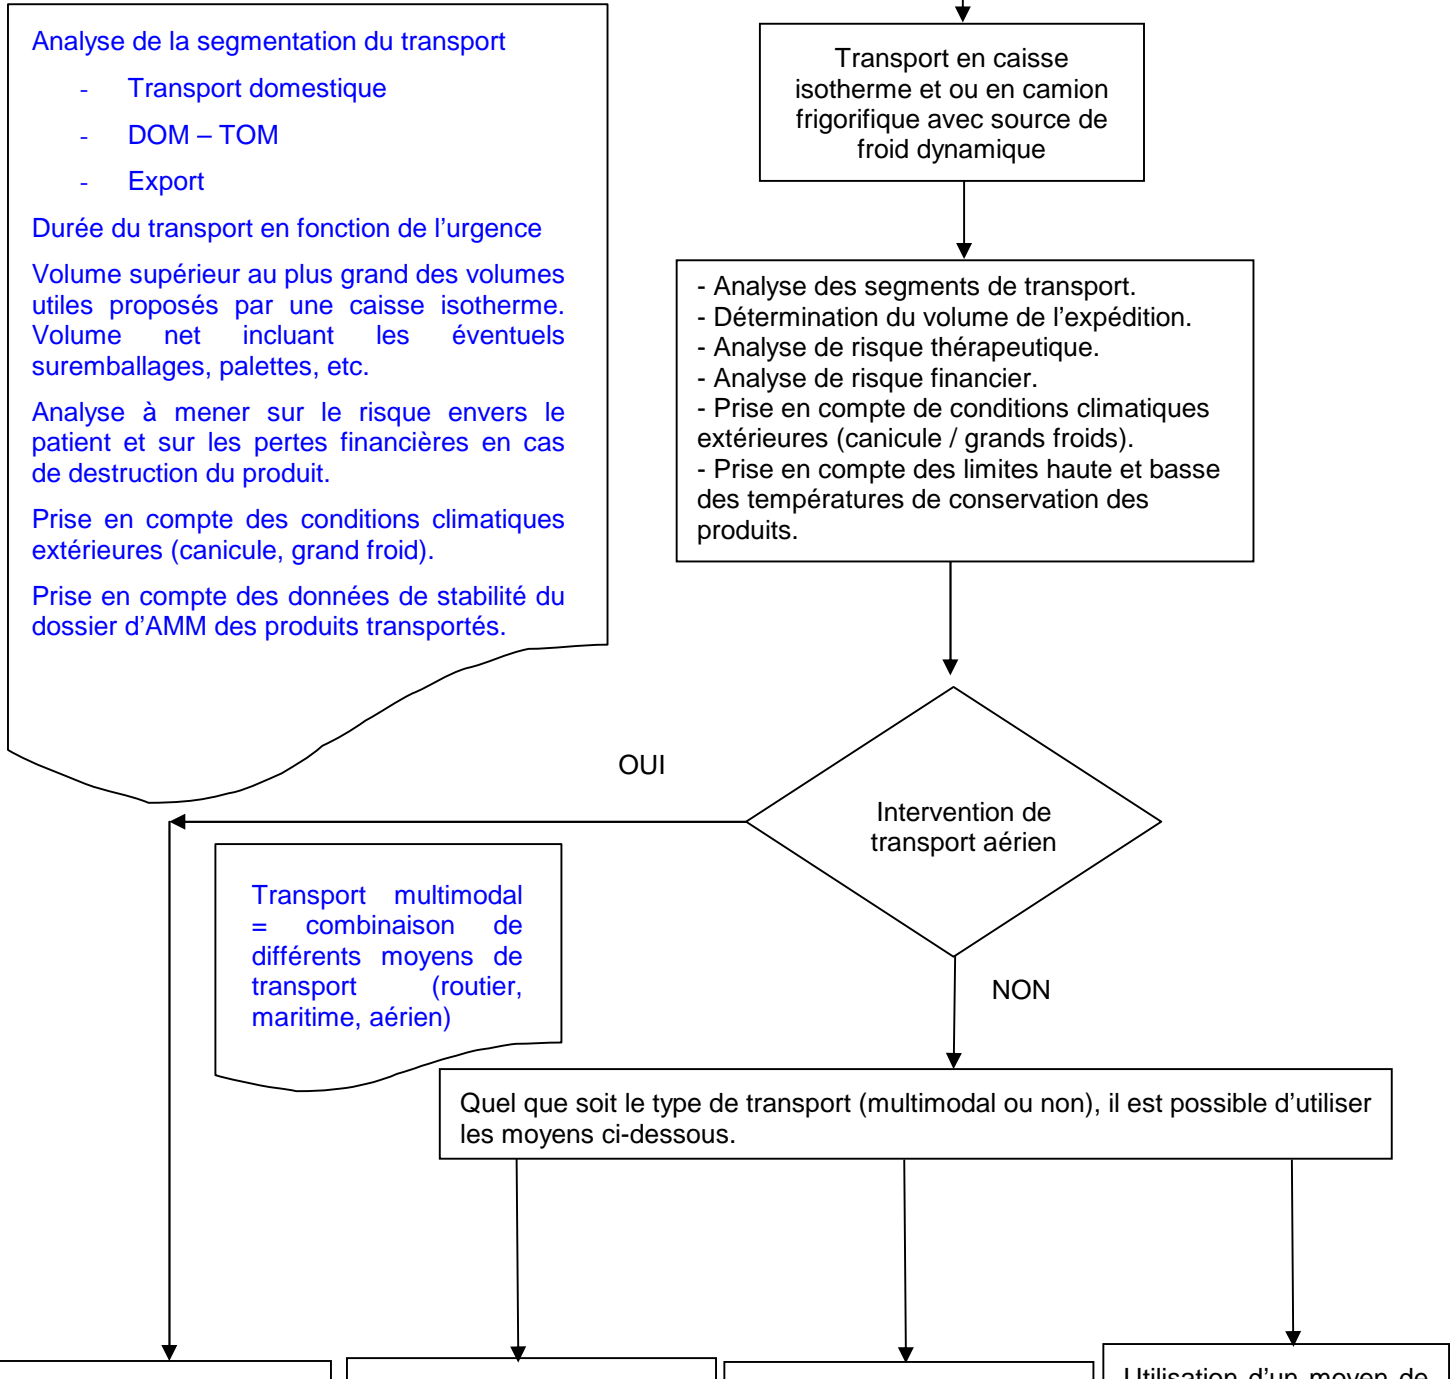 Analyse de la segmentation du transport
- Transport domestique
- DOM – TOM
- Export
Durée du transport en fonction de l’urgence
Volume supérieur au plus grand des volumes
utiles proposés par une caisse isotherme.
Volume net incluant les éventuels
suremballages, palettes, etc.
Analyse à mener sur le risque envers le
patient et sur les pertes financières en cas
de destruction du produit.
Prise en compte des conditions climatiques
extérieures (canicule, grand froid).
Prise en compte des données de stabilité du
dossier d’AMM des produits transportés.
Transport en caisse
isotherme et ou en camion
frigorifique avec source de
froid dynamique
- Analyse des segments de transport.
- Détermination du volume de l’expédition.
- Analyse de risque thérapeutique.
- Analyse de risque financier.
- Prise en compte de conditions climatiques
extérieures (canicule / grands froids).
- Prise en compte des limites haute et basse
des températures de conservation des
produits.
OUI
Intervention de
transport aérien
Transport multimodal
= combinaison de
différents moyens de
transport (routier,
maritime, aérien)
NON
Quel que soit le type de transport (multimodal ou non), il est possible d’utiliser
les moyens ci-dessous.
Utilisation d’un moyen de